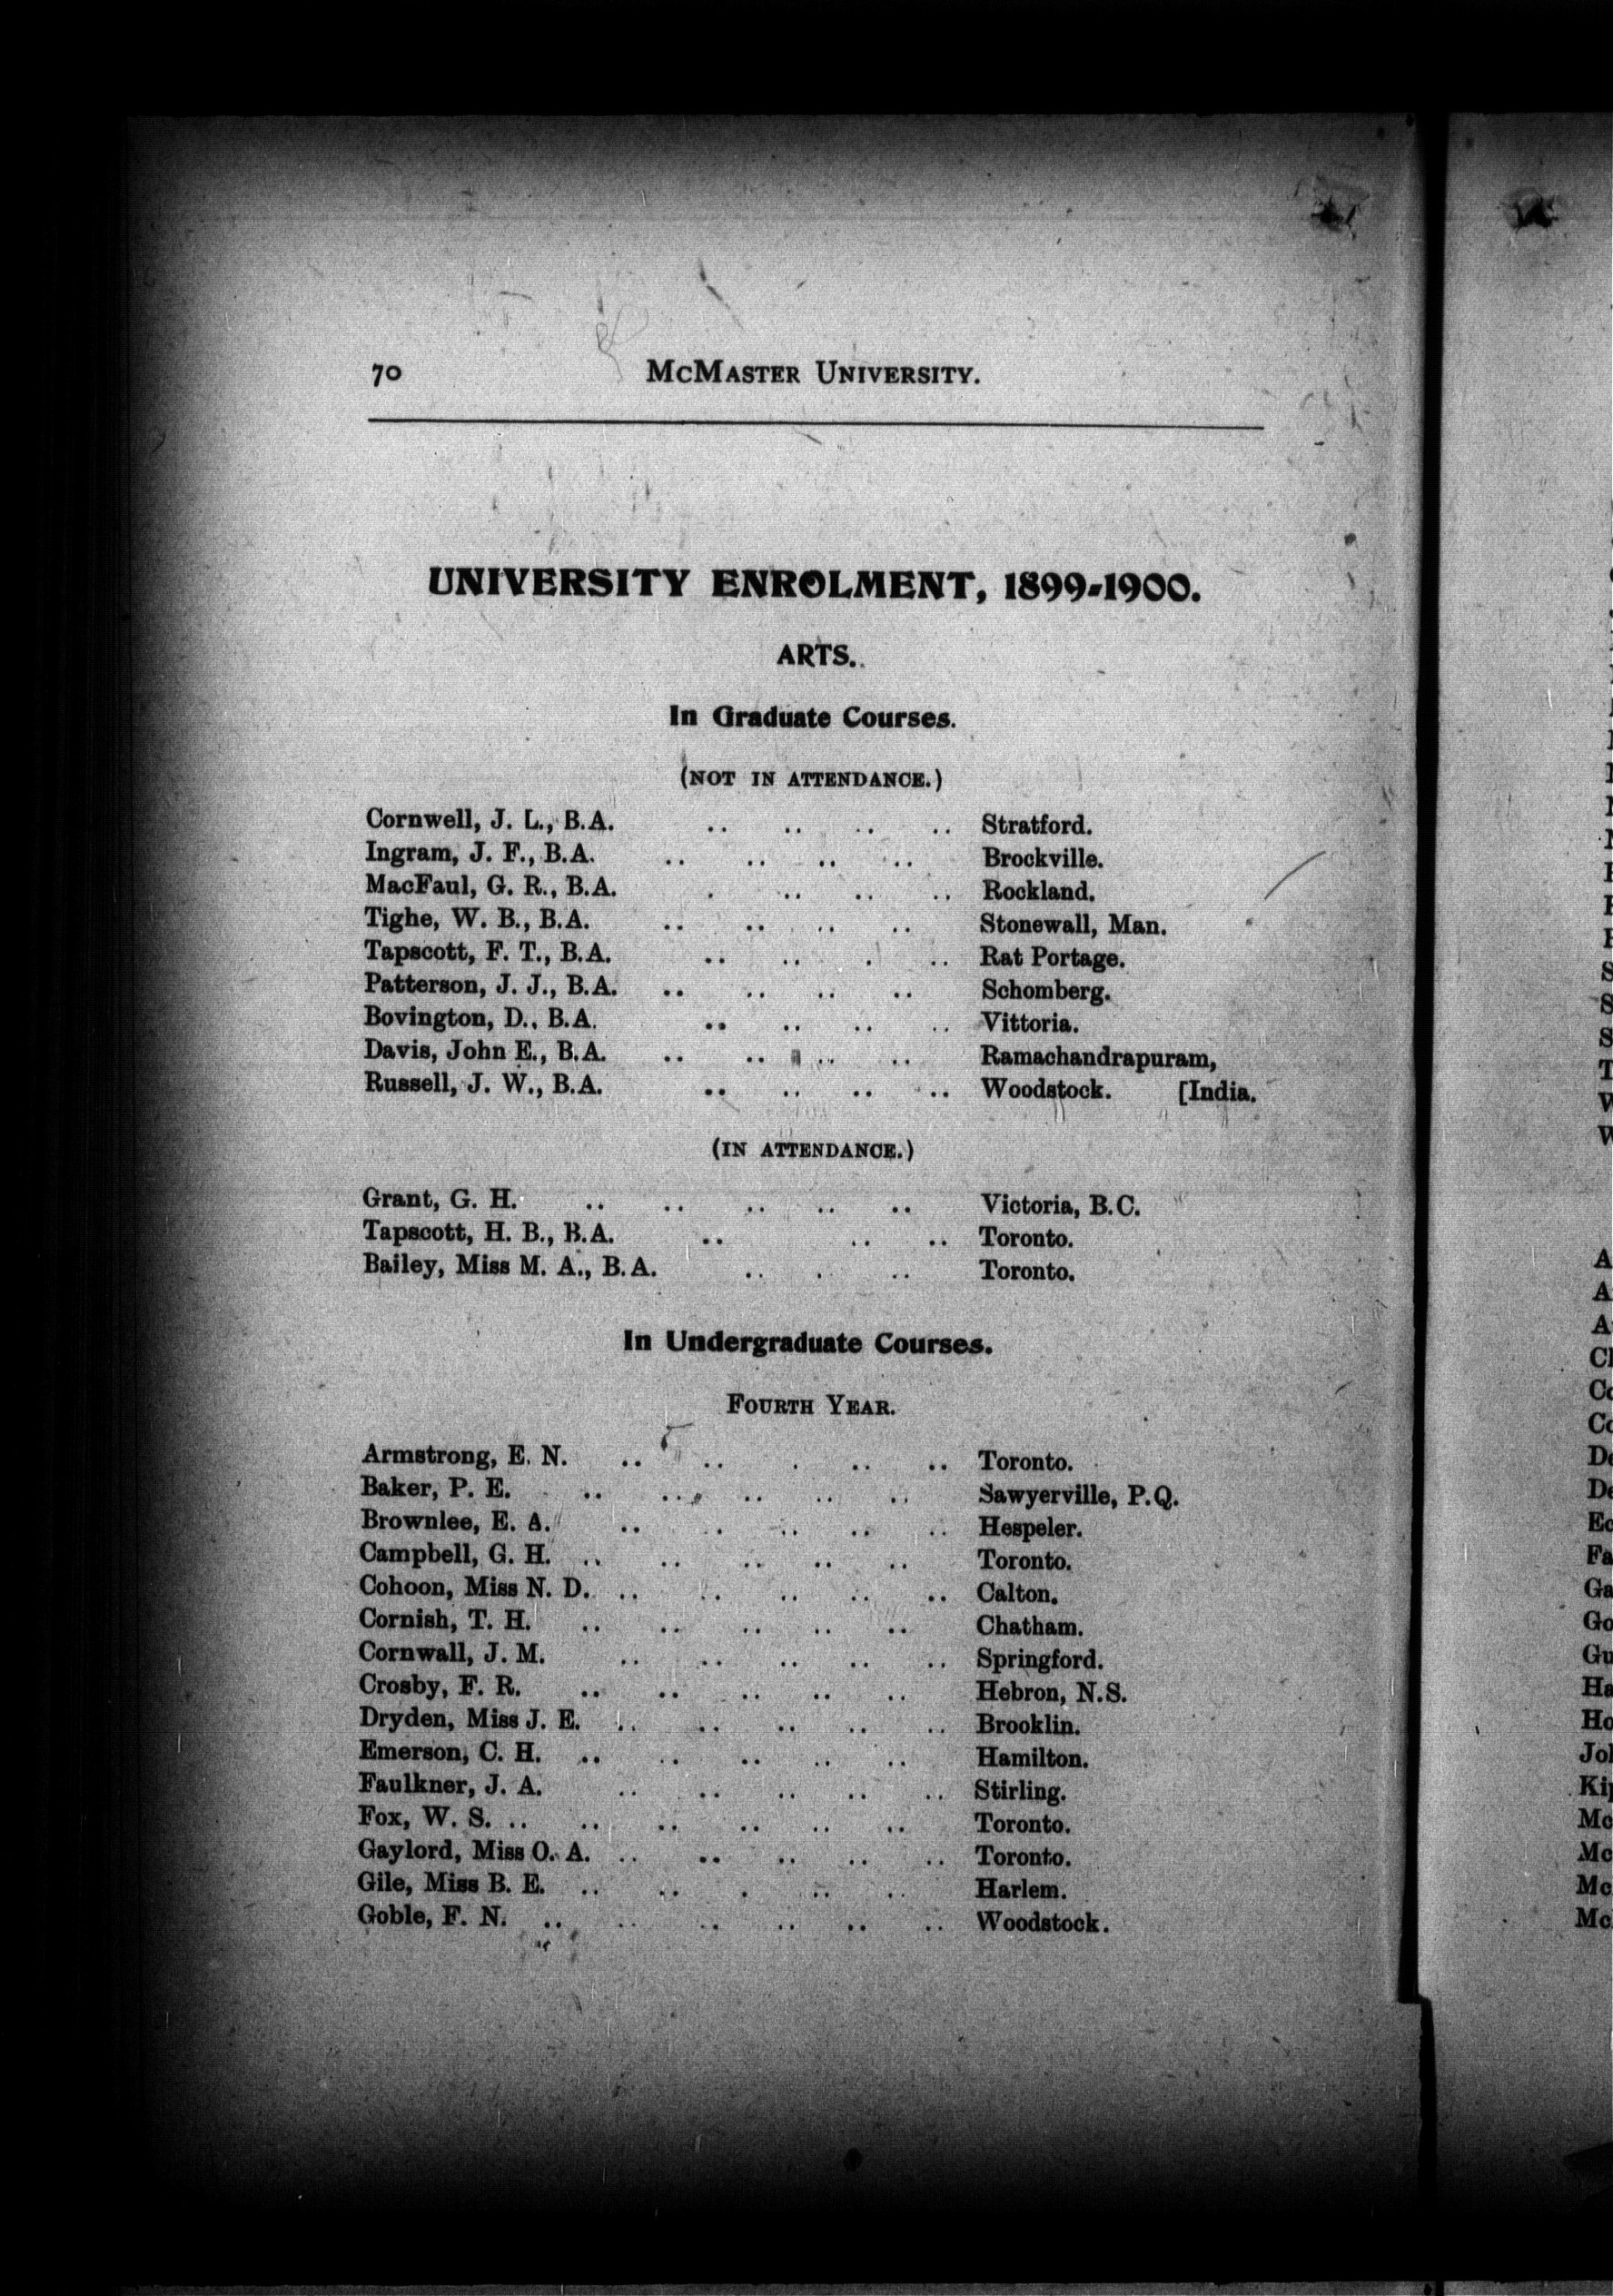 70 McMaster University.
UNIVERSITY ENROLMENT, 1899-1900.
ARTS.
In Graduate Courses.
(NOT IN ATTENDANCE.)
Cornwell, J. L., B.A. .. .. .. .. Stratford.
Ingram, J. F., B.A. .. .. .. .. Brockville.
MacFaul, G. R., B.A. . .. .. .. Rockland.
Tighe, W. B., B.A. .. .. .. .. Stonewall, Man.
Tapscott, F. T., B.A. .. .. . .. Rat Portage.
Patterson, J. J., B.A. .. .. .. .. Schomberg.
Bovington, D., B.A. .. .. .. .. Vittoria.
Davis, John E., B.A. .. .. .. .. Ramachandrapuram,
Russell, J. W., B.A. .. .. .. .. Woodstock. [India.
(IN ATTENDANCE.)
Grant, G. H. .. .. .. .. .. Victoria, B.C.
Tapscott, H. B., B.A. .. .. .. Toronto.
Bailey, Miss M. A., B.A. .. . .. Toronto.
In Undergraduate Courses.
Fourth Year.
Armstrong, E. N. .. .. . .. .. Toronto.
Baker, P. E. .. .. .. .. .. Sawyerville, P.Q.
Brownlee, E. A. .. . .. .. .. Hespeler.
Campbell, G. H. .. .. .. .. .. Toronto.
Cohoon, Miss N. D. .. .. .. .. .. Calton.
Cornish, T. H. .. .. .. .. .. Chatham.
Cornwall, J. M. .. .. .. .. .. Springford.
Crosby, F. R. .. .. .. .. .. Hebron, N.S.
Dryden, Miss J. E. .. .. .. .. .. Brooklin.
Emerson, C. H. .. .. .. .. .. Hamilton.
Faulkner, J. A. .. .. .. .. .. Stirling.
Fox, W. S. .. .. .. .. .. .. Toronto.
Gaylord, Miss O. A. .. .. .. .. .. Toronto.
Gile, Miss B. E. .. .. . .. .. Harlem.
Goble, F. N. .. .. .. .. .. .. Woodstock.